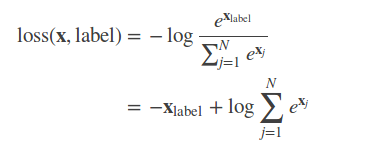 loss(x, label) = − log e^{x_label} / ∑_{j=1}^{N} e^{x_j}
= −x_label + log ∑_{j=1}^{N} e^{x_j}